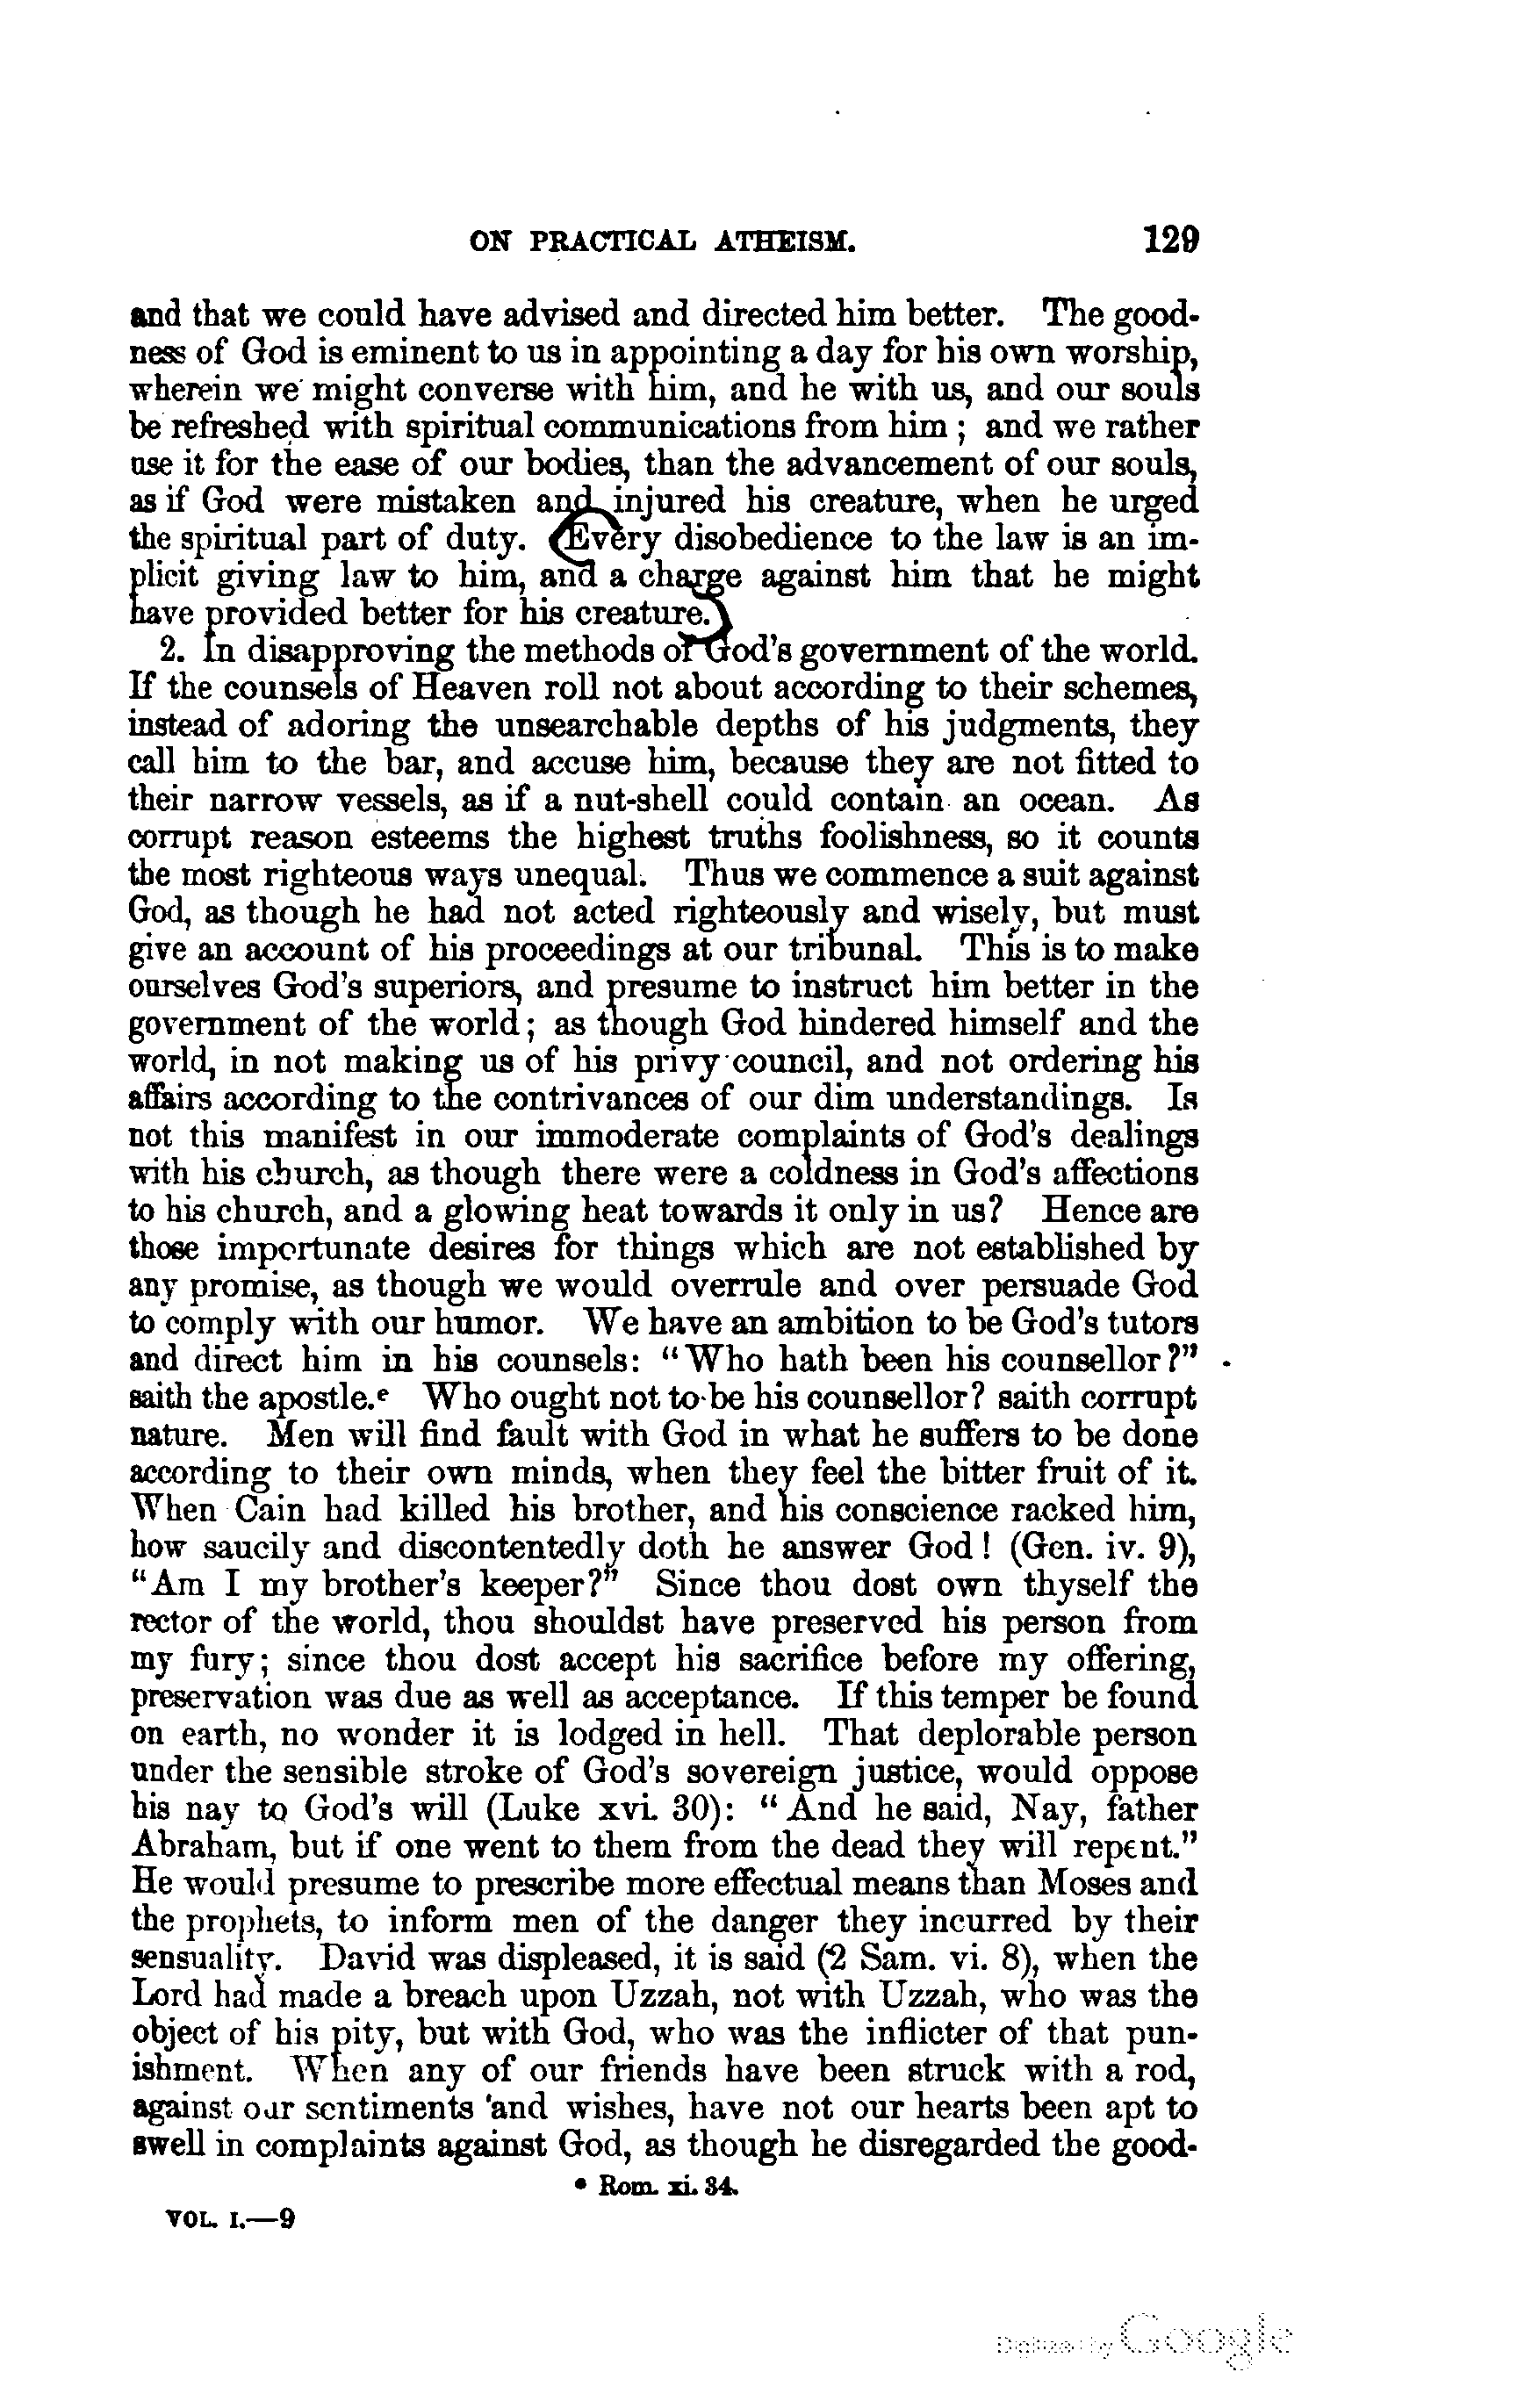 ON PRACTICAL ATHEISM. 129
and that we could have advised and directed him better. The good-
ness of God is eminent to us in appointing a day for his own worship,
wherein we might converse with him, and he with us, and our souls
be refreshed with spiritual communications from him; and we rather
use it for the ease of our bodies, than the advancement of our souls,
as if God were mistaken and injured his creature, when he urged
the spiritual part of duty. (Every disobedience to the law is an im-
plicit giving law to him, and a charge against him that he might
have provided better for his creature.)
2. In disapproving the methods of God's government of the world.
If the counsels of Heaven roll not about according to their schemes,
instead of adoring the unsearchable depths of his judgments, they
call him to the bar, and accuse him, because they are not fitted to
their narrow vessels, as if a nut-shell could contain an ocean. As
corrupt reason esteems the highest truths foolishness, so it counts
the most righteous ways unequal. Thus we commence a suit against
God, as though he had not acted righteously and wisely, but must
give an account of his proceedings at our tribunal. This is to make
ourselves God's superiors, and presume to instruct him better in the
government of the world; as though God hindered himself and the
world, in not making us of his privy council, and not ordering his
affairs according to the contrivances of our dim understandings. Is
not this manifest in our immoderate complaints of God's dealings
with his church, as though there were a coldness in God's affections
to his church, and a glowing heat towards it only in us? Hence are
those importunate desires for things which are not established by
any promise, as though we would overrule and over persuade God
to comply with our humor. We have an ambition to be God's tutors
and direct him in his counsels: "Who hath been his counsellor?"
saith the apostle.e Who ought not to be his counsellor? saith corrupt
nature. Men will find fault with God in what he suffers to be done
according to their own minds, when they feel the bitter fruit of it.
When Cain had killed his brother, and his conscience racked him,
how saucily and discontentedly doth he answer God! (Gen. iv. 9),
"Am I my brother's keeper?" Since thou dost own thyself the
rector of the world, thou shouldst have preserved his person from
my fury; since thou dost accept his sacrifice before my offering,
preservation was due as well as acceptance. If this temper be found
on earth, no wonder it is lodged in hell. That deplorable person
under the sensible stroke of God's sovereign justice, would oppose
his nay to God's will (Luke xvi. 30): "And he said, Nay, father
Abraham, but if one went to them from the dead they will repent."
He would presume to prescribe more effectual means than Moses and
the prophets, to inform men of the danger they incurred by their
sensuality. David was displeased, it is said (2 Sam. vi. 8), when the
Lord had made a breach upon Uzzah, not with Uzzah, who was the
object of his pity, but with God, who was the inflicter of that pun-
ishment. When any of our friends have been struck with a rod,
against our sentiments and wishes, have not our hearts been apt to
swell in complaints against God, as though he disregarded the good-
e Rom. xi. 34.
VOL. I.—9
Digitized by Google